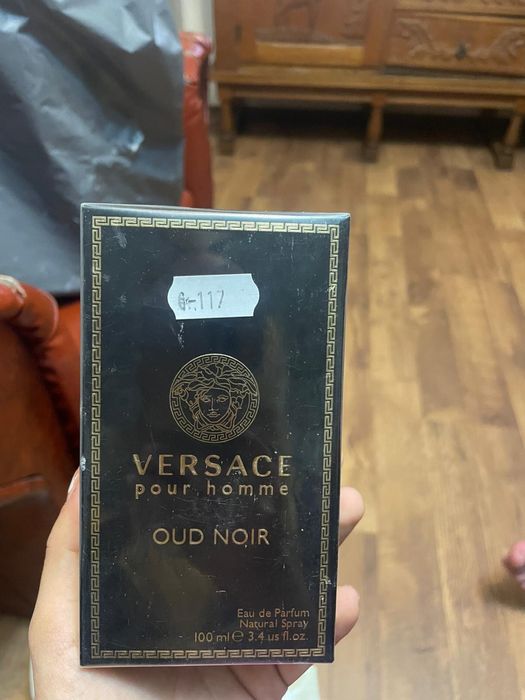 6-117
VERSACE
pour homme
OUD NOIR
Eau de Parfum
Natural Spray
100 ml ℮ 3.4 us fl.oz.